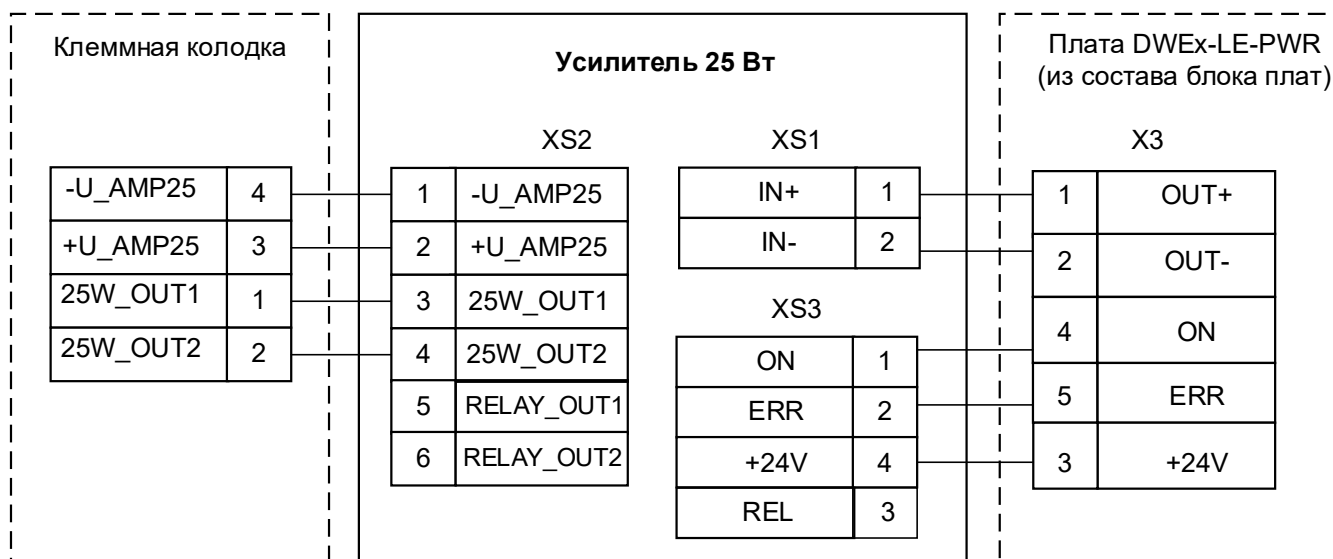 Клеммная колодка
-U_AMP25 4
+U_AMP25 3
25W_OUT1 1
25W_OUT2 2
Усилитель 25 Вт
XS2
1 -U_AMP25
2 +U_AMP25
3 25W_OUT1
4 25W_OUT2
5 RELAY_OUT1
6 RELAY_OUT2
XS1
IN+ 1
IN- 2
XS3
ON 1
ERR 2
+24V 4
REL 3
Плата DWEx-LE-PWR
(из состава блока плат)
X3
1 OUT+
2 OUT-
4 ON
5 ERR
3 +24V